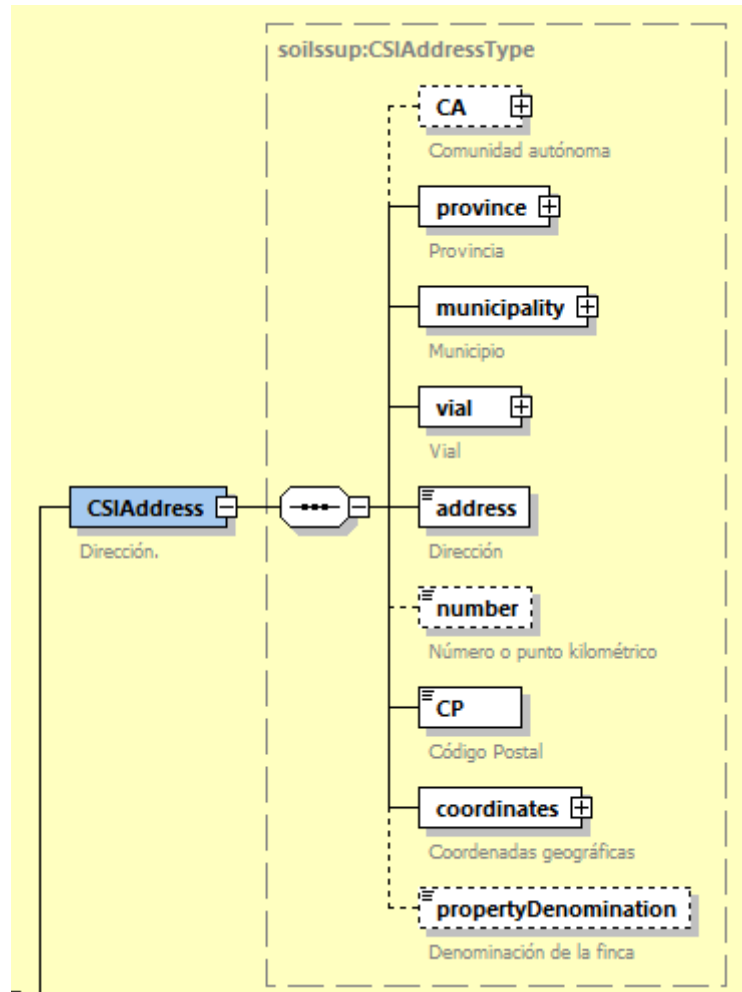 soilssup:CSIAddressType
CA
Comunidad autónoma
province
Provincia
municipality
Municipio
vial
Vial
CSIAddress
Dirección.
address
Dirección
number
Número o punto kilométrico
CP
Código Postal
coordinates
Coordenadas geográficas
propertyDenomination
Denominación de la finca